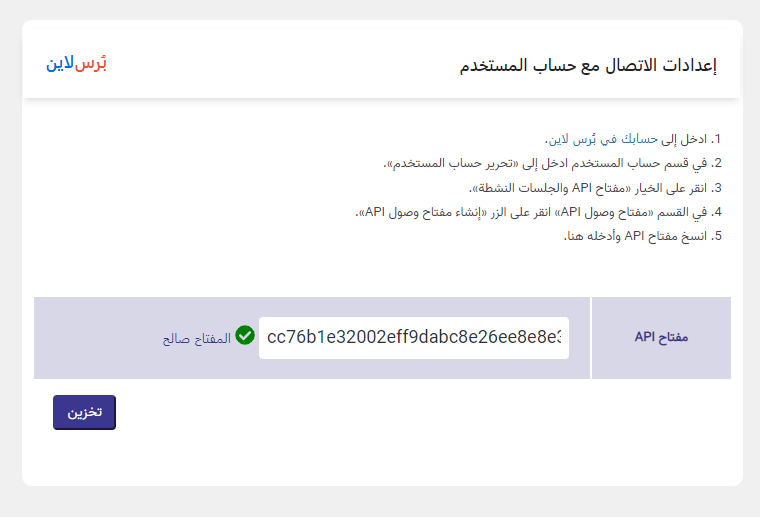 إعدادات الاتصال مع حساب المستخدم
بُرس‌لاين
1. ادخل إلى حسابك في بُرس لاين.
2. في قسم حساب المستخدم ادخل إلى «تحرير حساب المستخدم».
3. انقر على الخيار «مفتاح API والجلسات النشطة».
4. في القسم «مفتاح وصول API» انقر على الزر «إنشاء مفتاح وصول API».
5. انسخ مفتاح API وأدخله هنا.
مفتاح API
cc76b1e32002eff9dabc8e26ee8e8e3
المفتاح صالح
تخزين